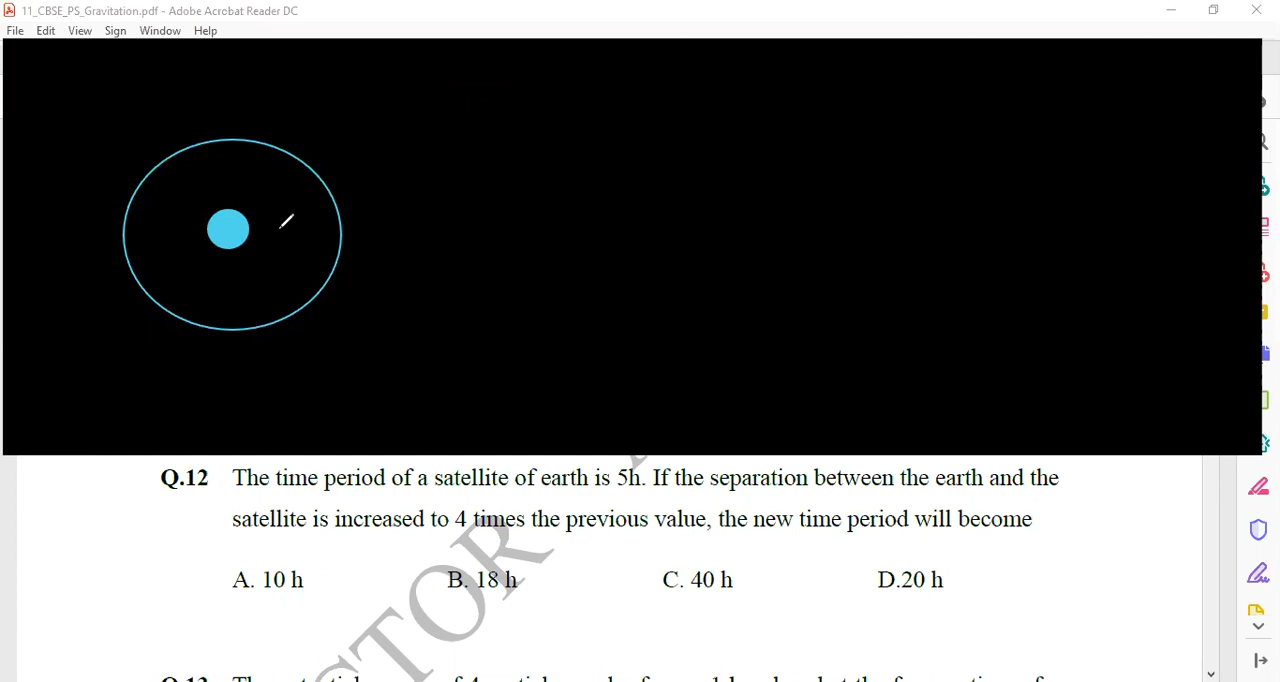 11_CBSE_PS_Gravitation.pdf - Adobe Acrobat Reader DC
File Edit View Sign Window Help
Q.12 The time period of a satellite of earth is 5h. If the separation between the earth and the
satellite is increased to 4 times the previous value, the new time period will become
A. 10 h B. 18 h C. 40 h D.20 h